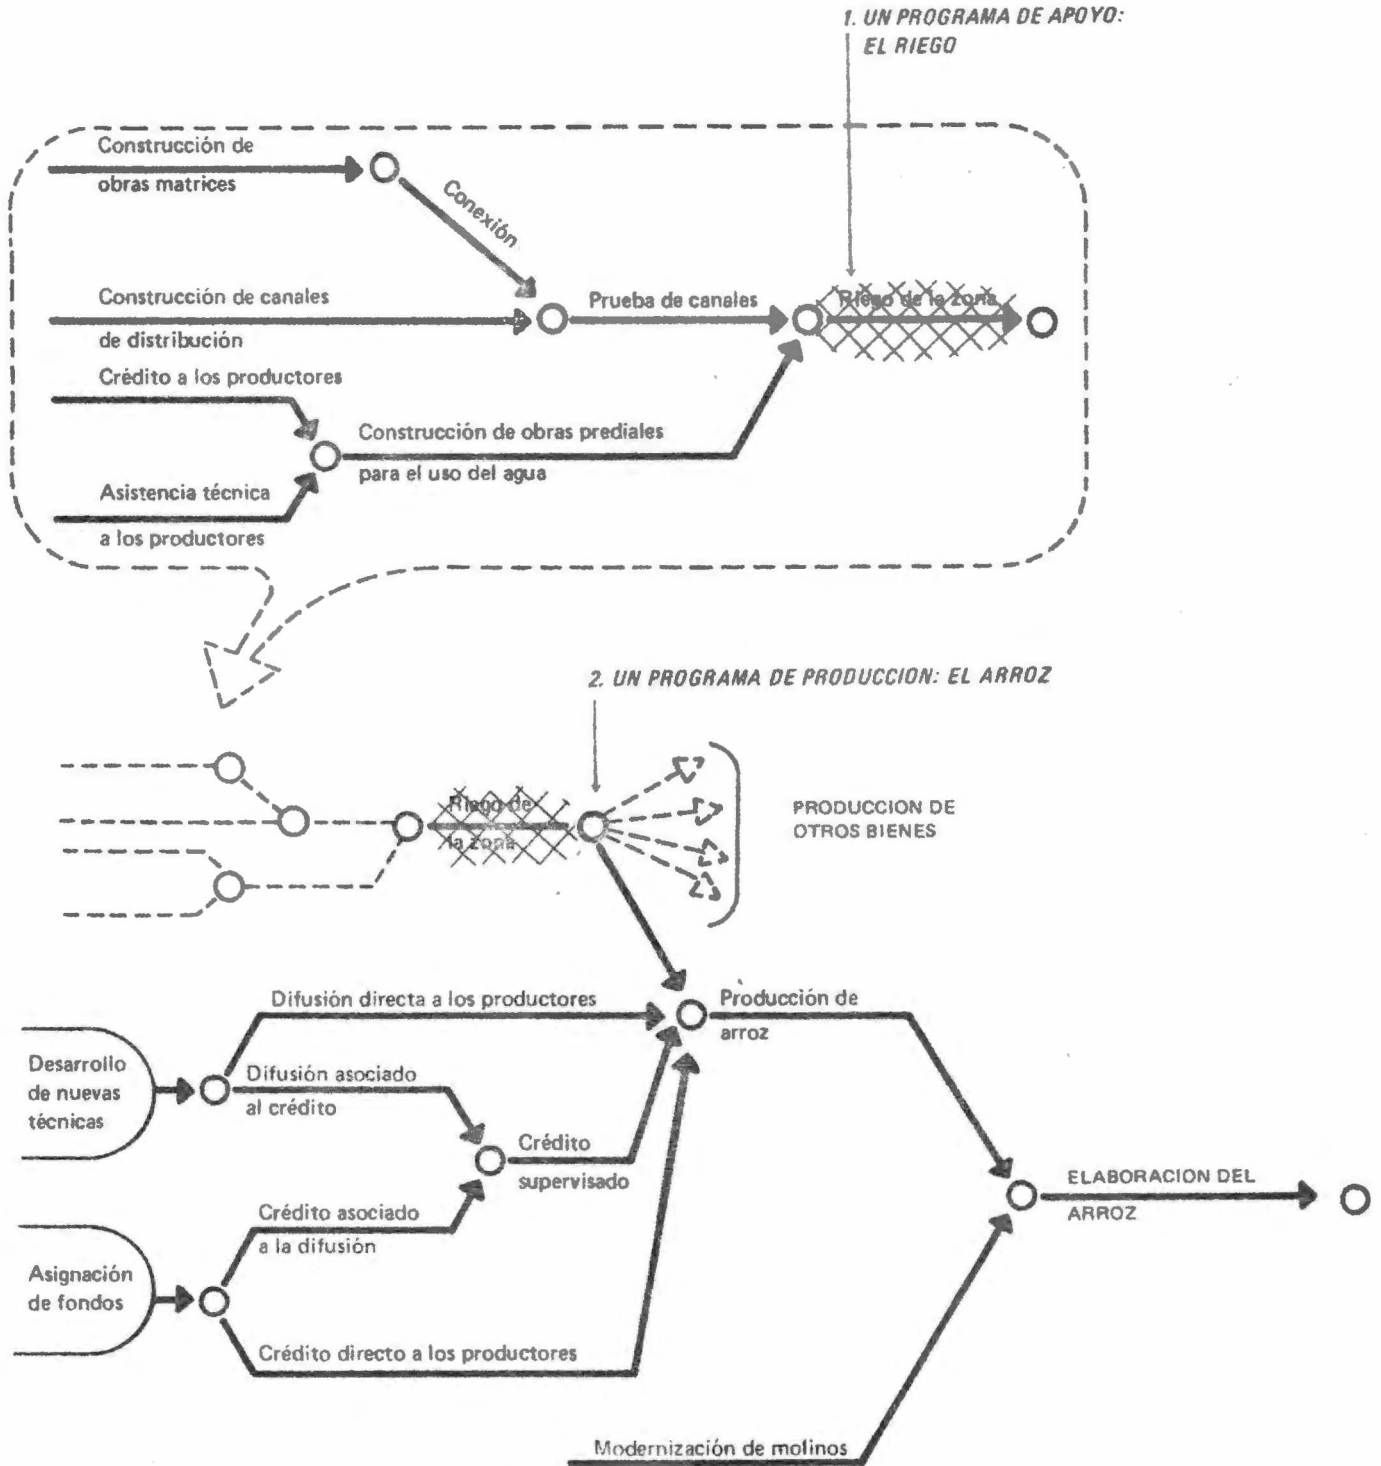 1. UN PROGRAMA DE APOYO:
EL RIEGO
Construcción de
obras matrices
Conexión
Construcción de canales
de distribución
Prueba de canales
Riego de la zona
Crédito a los productores
Construcción de obras prediales
para el uso del agua
Asistencia técnica
a los productores
2. UN PROGRAMA DE PRODUCCION: EL ARROZ
Riego de
la zona
PRODUCCION DE
OTROS BIENES
Difusión directa a los productores
Producción de
arroz
Desarrollo
de nuevas
técnicas
Difusión asociado
al crédito
Crédito
supervisado
ELABORACION DEL
ARROZ
Crédito asociado
a la difusión
Asignación
de fondos
Crédito directo a los productores
Modernización de molinos